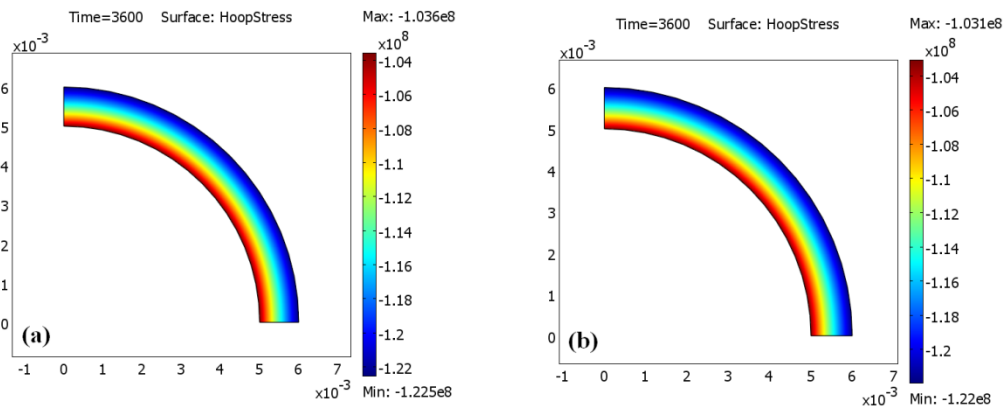 Time=3600 Surface: HoopStress
Max: -1.036e8
x10^8
x10^-3
-1.04
-1.06
-1.08
-1.1
-1.12
-1.14
-1.16
-1.18
-1.2
-1.22
Min: -1.225e8
6
5
4
3
2
1
0
(a)
-1 0 1 2 3 4 5 6 7
x10^-3
Time=3600 Surface: HoopStress
Max: -1.031e8
x10^8
x10^-3
-1.04
-1.06
-1.08
-1.1
-1.12
-1.14
-1.16
-1.18
-1.2
Min: -1.22e8
6
5
4
3
2
1
0
(b)
-1 0 1 2 3 4 5 6 7
x10^-3